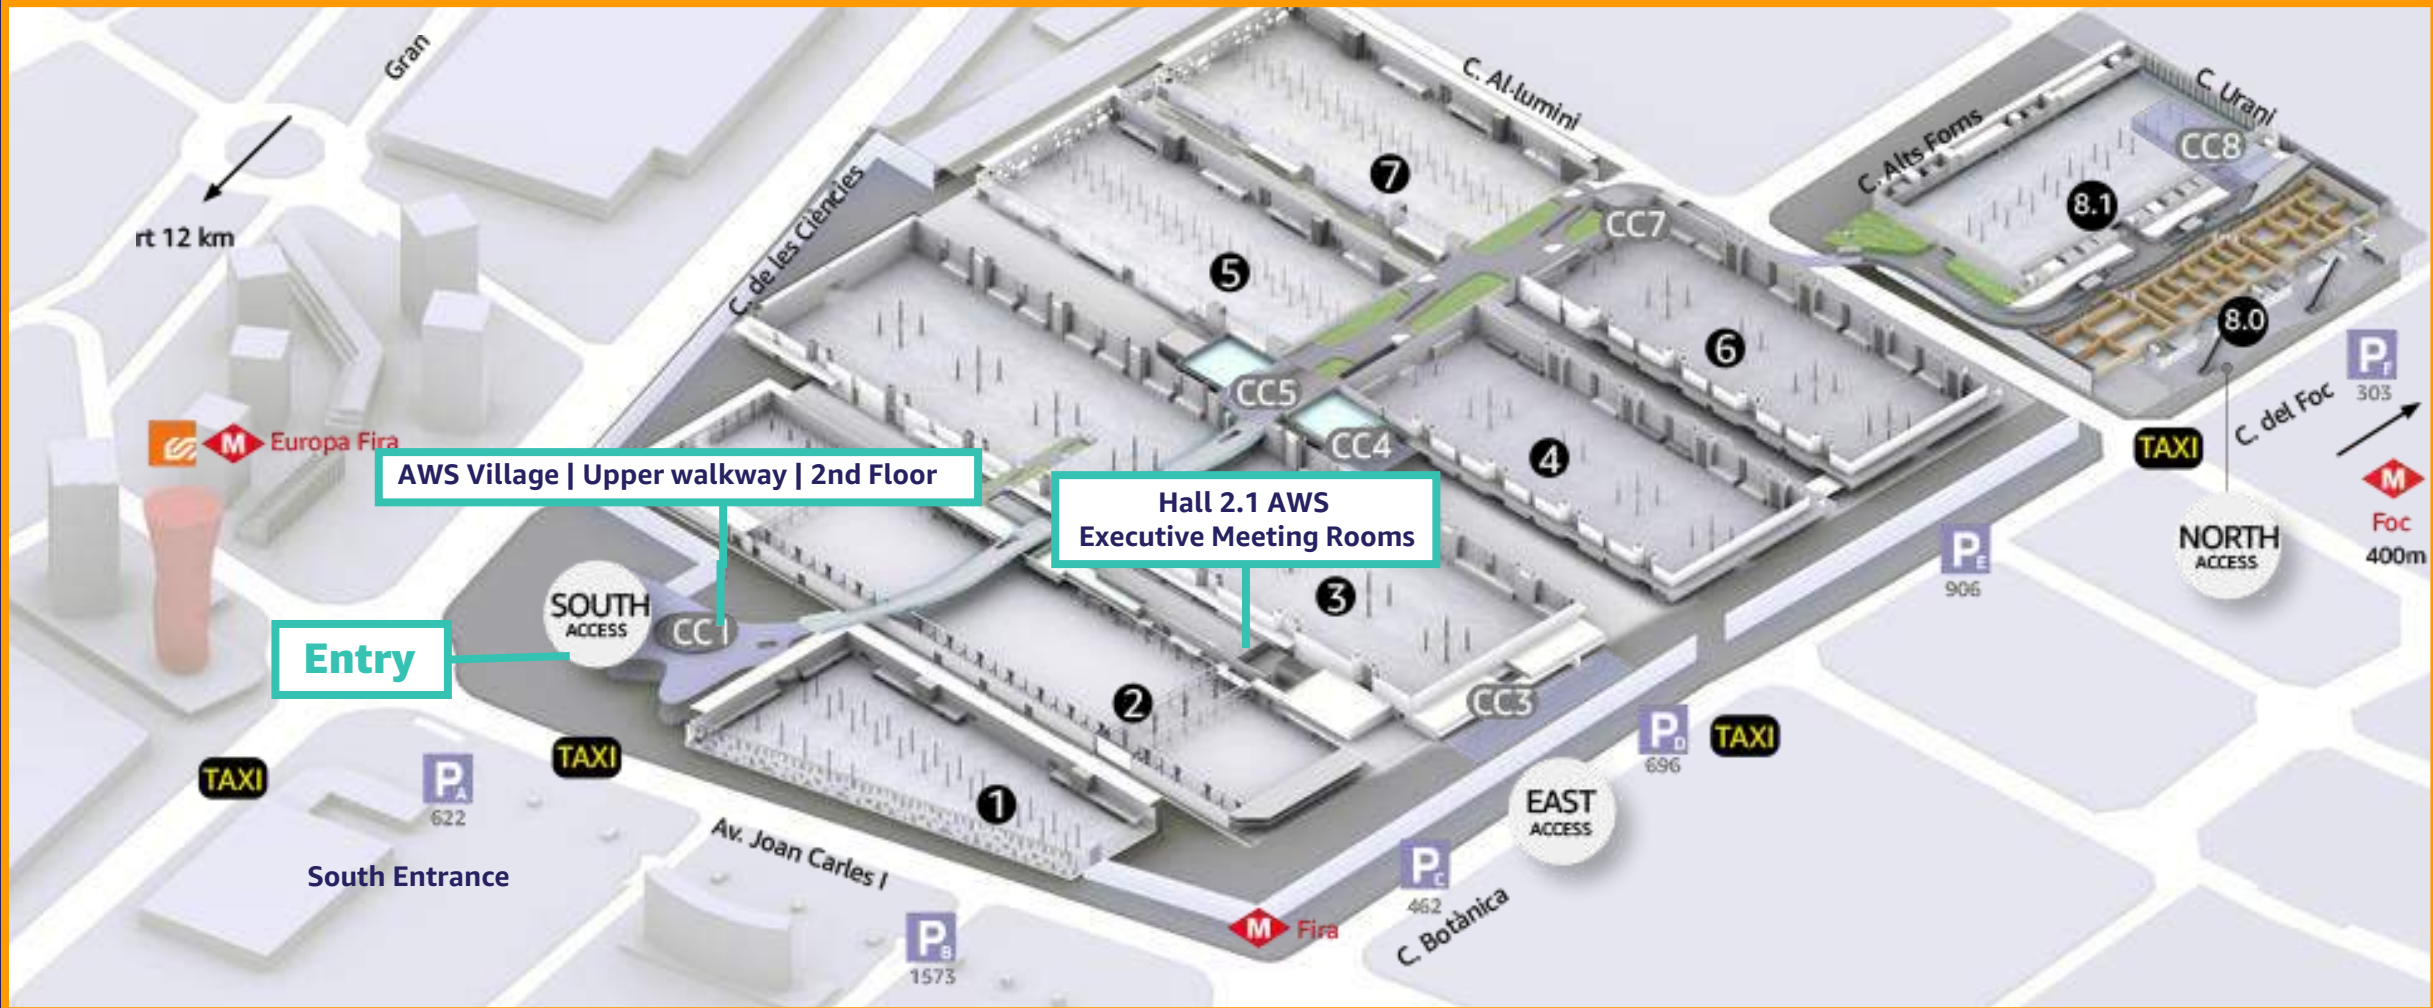 Gran
rt 12 km
C. de les Ciències
C. Al·lumini
C. Alts Forns
C. Urani
CC8
7
8.1
CC7
5
8.0
6
P F
303
CC5
C. del Foc
M Europa Fira
CC4
4
TAXI
AWS Village | Upper walkway | 2nd Floor
Hall 2.1 AWS
Executive Meeting Rooms
M
Foc
400m
NORTH
ACCESS
P E
906
SOUTH
ACCESS
CC1
3
Entry
2
CC3
P D
696
TAXI
TAXI
TAXI
P A
622
1
EAST
ACCESS
Av. Joan Carles I
South Entrance
P C
462
C. Botànica
M Fira
P B
1573